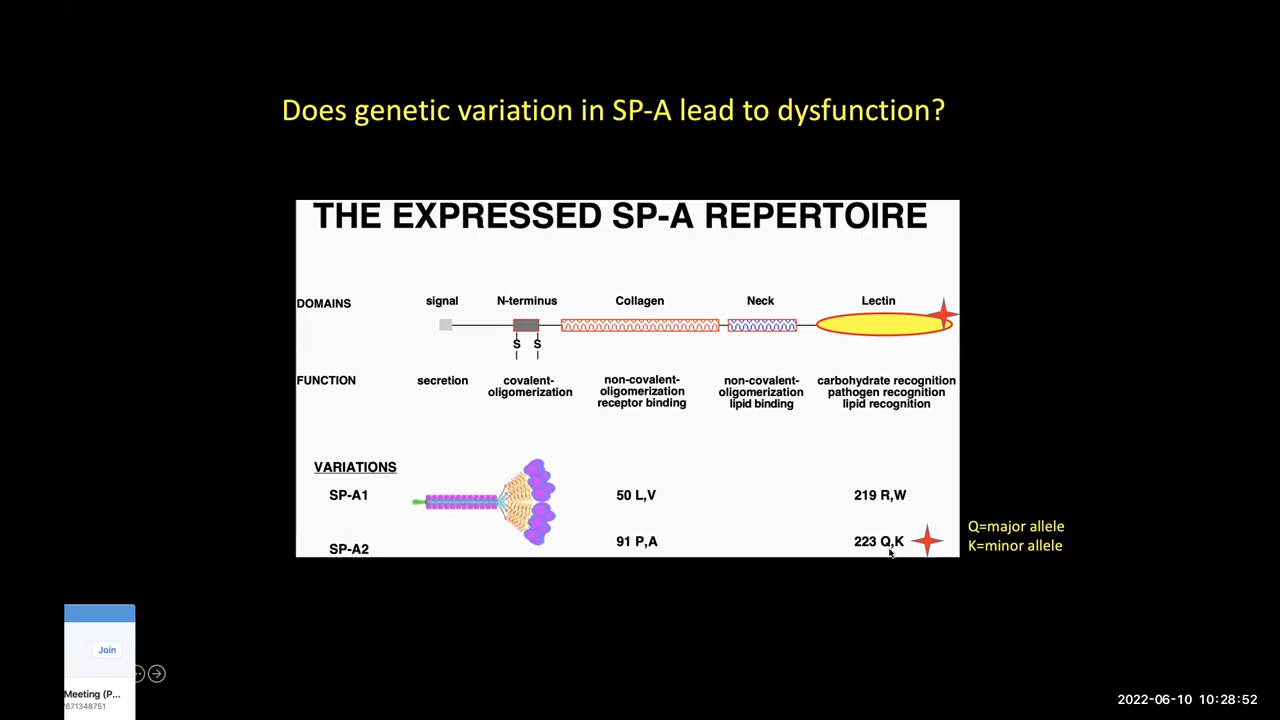 Does genetic variation in SP-A lead to dysfunction?
THE EXPRESSED SP-A REPERTOIRE
DOMAINS signal N-terminus Collagen Neck Lectin
S S
FUNCTION secretion covalent- non-covalent- non-covalent- carbohydrate recognition
oligomerization oligomerization oligomerization pathogen recognition
receptor binding lipid binding lipid recognition
VARIATIONS
SP-A1 50 L,V 219 R,W
SP-A2 91 P,A 223 Q,K
Q=major allele
K=minor allele
Join
Meeting (P...
671348751
2022-06-10 10:28:52